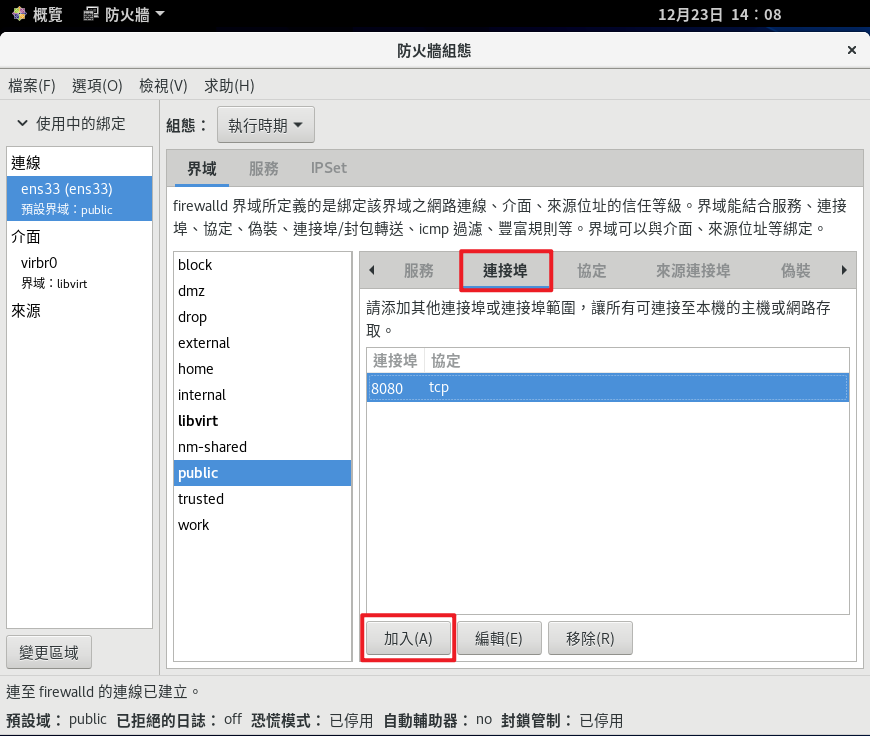 概覽 防火牆 12月23日 14：08
防火牆組態
檔案(F) 選項(O) 檢視(V) 求助(H)
使用中的綁定
連線
ens33 (ens33)
預設界域：public
介面
virbr0
界域：libvirt
來源
變更區域
組態： 執行時期
界域 服務 IPSet
firewalld 界域所定義的是綁定該界域之網路連線、介面、來源位址的信任等級。界域能結合服務、連接
埠、協定、偽裝、連接埠/封包轉送、icmp 過濾、豐富規則等。界域可以與介面、來源位址等綁定。
block
dmz
drop
external
home
internal
libvirt
nm-shared
public
trusted
work
服務 連接埠 協定 來源連接埠 偽裝
請添加其他連接埠或連接埠範圍，讓所有可連接至本機的主機或網路存
取。
連接埠 協定
8080 tcp
加入(A) 編輯(E) 移除(R)
連至 firewalld 的連線已建立。
預設域： public 已拒絕的日誌： off 恐慌模式： 已停用 自動輔助器： no 封鎖管制： 已停用